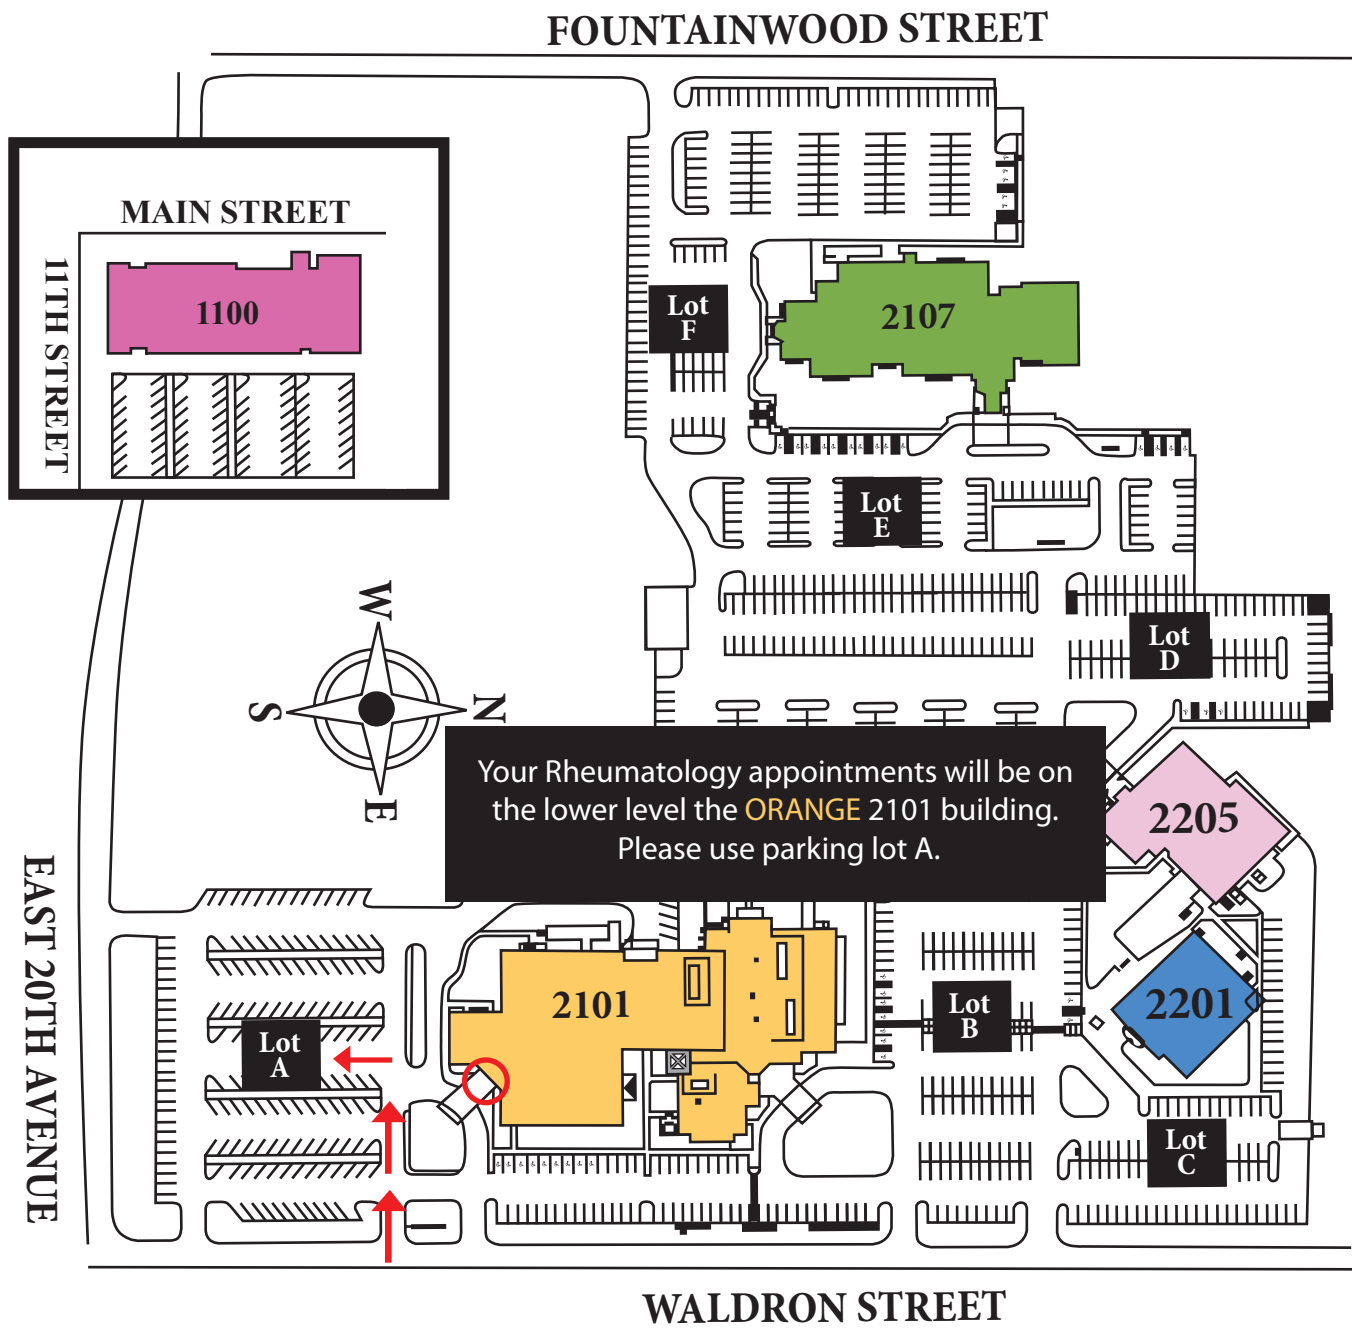 FOUNTAINWOOD STREET
MAIN STREET
11TH STREET
1100
Lot
F
2107
Lot
E
Lot
D
W
S
N
E
Your Rheumatology appointments will be on
the lower level the ORANGE 2101 building.
Please use parking lot A.
2205
EAST 20TH AVENUE
2101
Lot
A
Lot
B
2201
Lot
C
WALDRON STREET